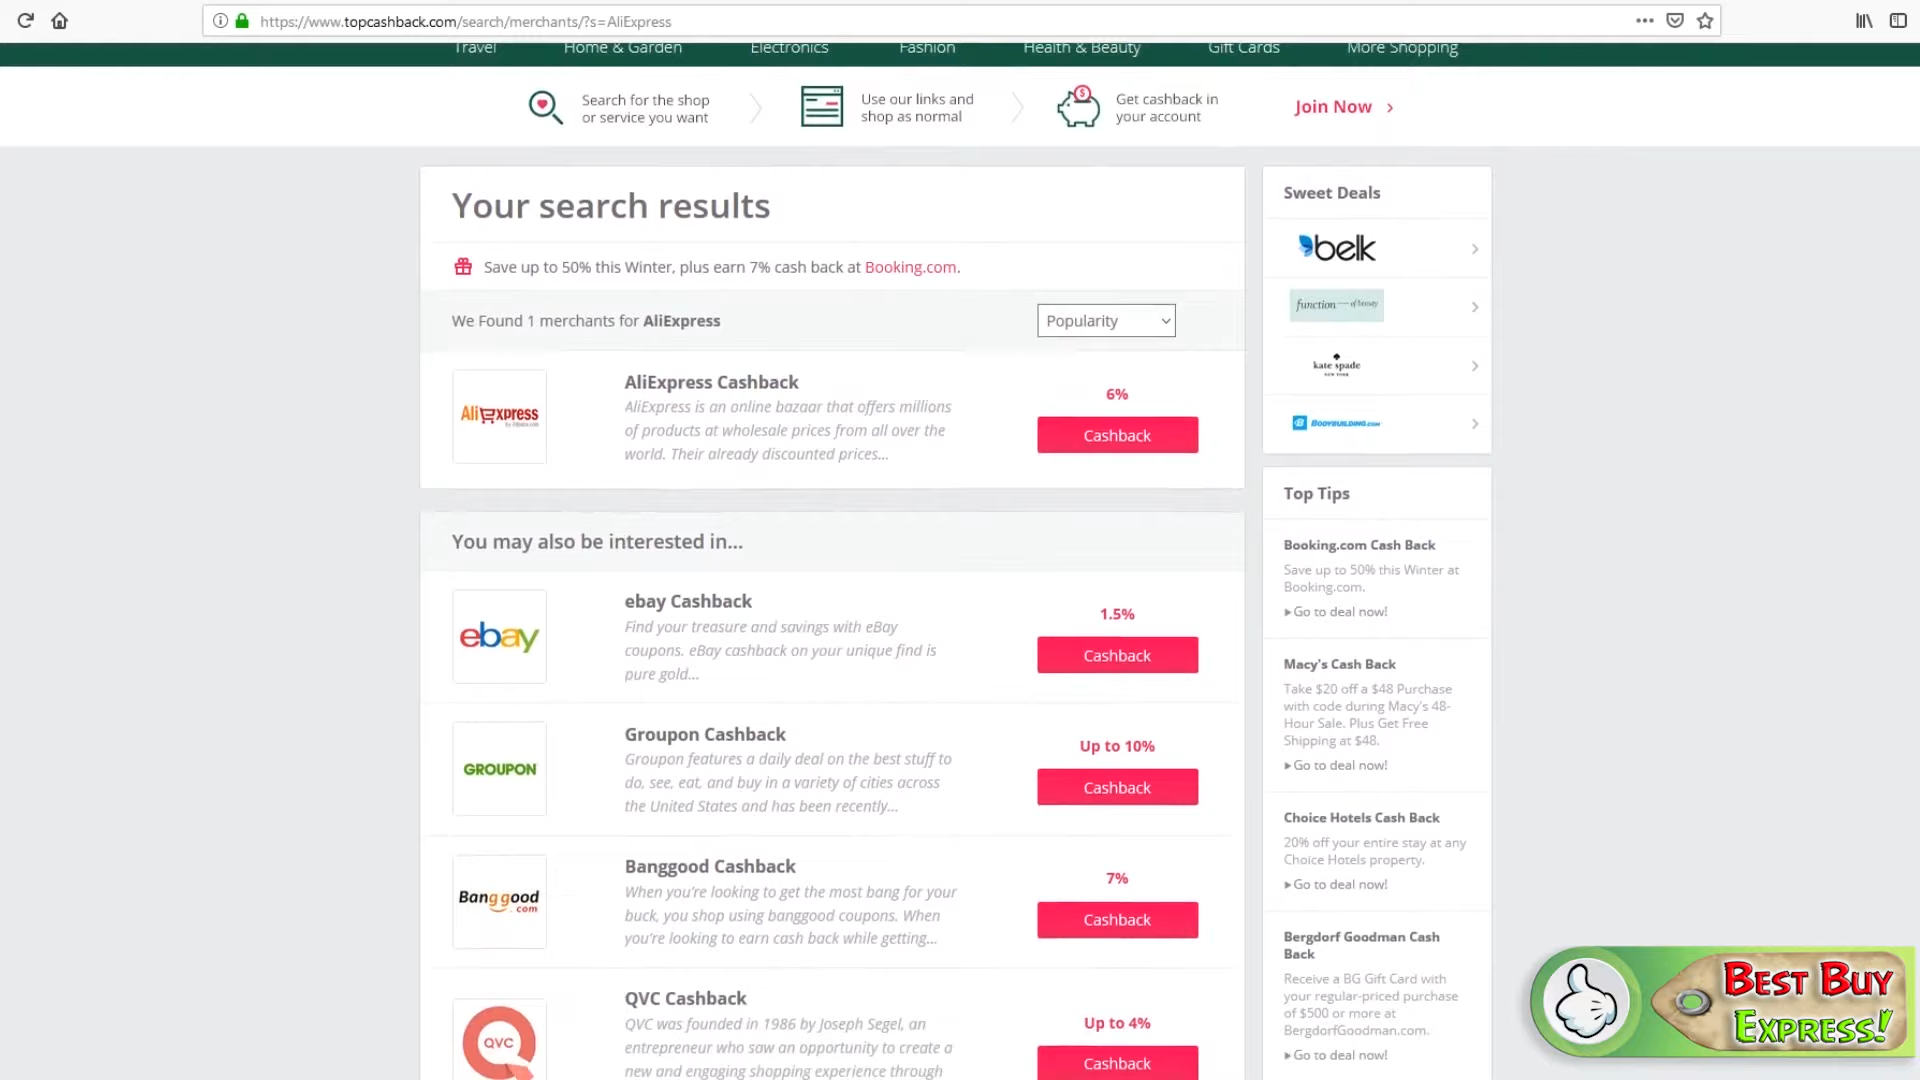 https://www.topcashback.com/search/merchants/?s=AliExpress
Travel
Home & Garden
Electronics
Fashion
Health & Beauty
Gift Cards
More Shopping
Search for the shop
or service you want
Use our links and
shop as normal
Get cashback in
your account
Join Now
Your search results
Save up to 50% this Winter, plus earn 7% cash back at Booking.com.
We Found 1 merchants for AliExpress
Popularity
AliExpress
AliExpress Cashback
AliExpress is an online bazaar that offers millions
of products at wholesale prices from all over the
world. Their already discounted prices...
6%
Cashback
You may also be interested in...
ebay
ebay Cashback
Find your treasure and savings with eBay
coupons. eBay cashback on your unique find is
pure gold...
1.5%
Cashback
GROUPON
Groupon Cashback
Groupon features a daily deal on the best stuff to
do, see, eat, and buy in a variety of cities across
the United States and has been recently...
Up to 10%
Cashback
Banggood
.com
Banggood Cashback
When you're looking to get the most bang for your
buck, you shop using banggood coupons. When
you're looking to earn cash back while getting...
7%
Cashback
QVC
QVC Cashback
QVC was founded in 1986 by Joseph Segel, an
entrepreneur who saw an opportunity to create a
new and engaging shopping experience through
Up to 4%
Cashback
Sweet Deals
belk
function of beauty
kate spade
NEW YORK
BODYBUILDING.COM
Top Tips
Booking.com Cash Back
Save up to 50% this Winter at
Booking.com.
Go to deal now!
Macy's Cash Back
Take $20 off a $48 Purchase
with code during Macy's 48-
Hour Sale. Plus Get Free
Shipping at $48.
Go to deal now!
Choice Hotels Cash Back
20% off your entire stay at any
Choice Hotels property.
Go to deal now!
Bergdorf Goodman Cash
Back
Receive a BG Gift Card with
your regular-priced purchase
of $500 or more at
BergdorfGoodman.com.
Go to deal now!
BEST BUY
EXPRESS!